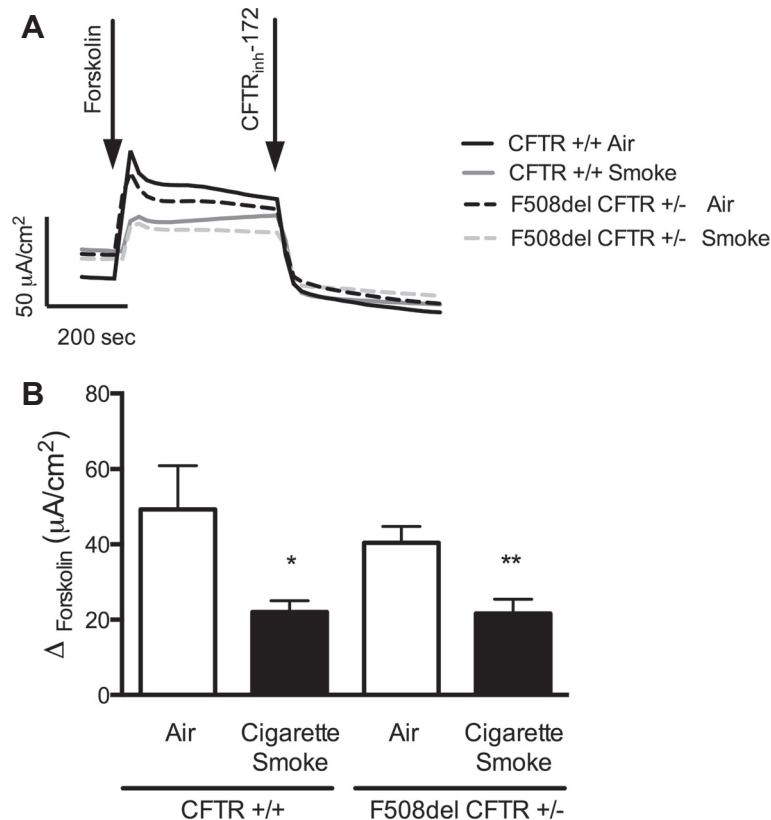 A
Forskolin
CFTRinh-172
CFTR +/+ Air
CFTR +/+ Smoke
F508del CFTR +/- Air
F508del CFTR +/- Smoke
50 µA/cm²
200 sec
B
Δ Forskolin (µA/cm²)
80
60
40
20
0
*
**
Air
Cigarette
Smoke
Air
Cigarette
Smoke
CFTR +/+
F508del CFTR +/-